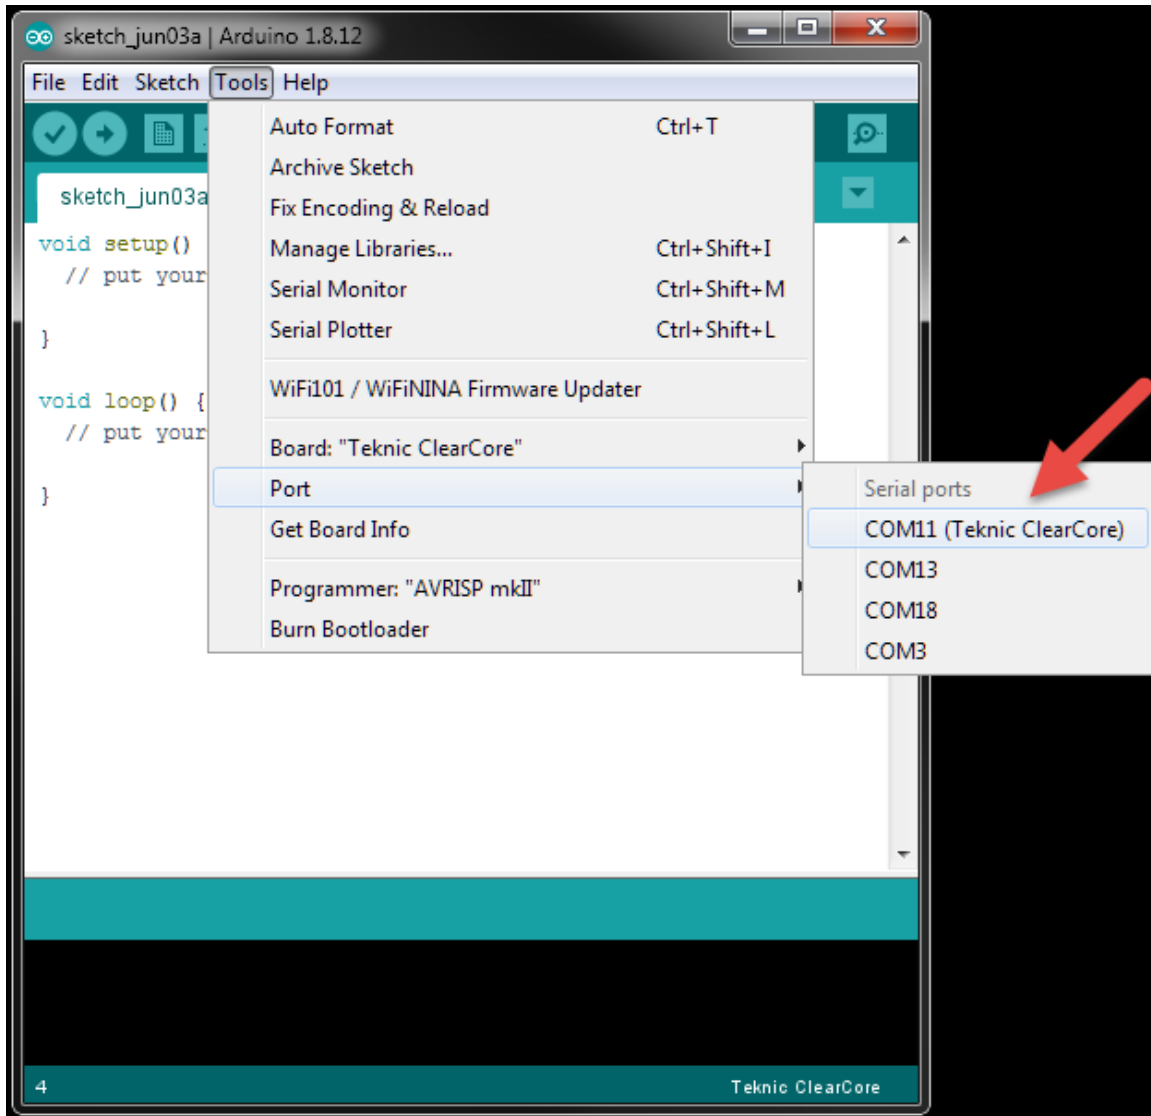 sketch_jun03a | Arduino 1.8.12
File Edit Sketch Tools Help
sketch_jun03a
void setup()
// put your
}
void loop() {
// put your
}
Auto Format Ctrl+T
Archive Sketch
Fix Encoding & Reload
Manage Libraries... Ctrl+Shift+I
Serial Monitor Ctrl+Shift+M
Serial Plotter Ctrl+Shift+L
WiFi101 / WiFiNINA Firmware Updater
Board: "Teknic ClearCore"
Port
Get Board Info
Programmer: "AVRISP mkII"
Burn Bootloader
Serial ports
COM11 (Teknic ClearCore)
COM13
COM18
COM3
4 Teknic ClearCore